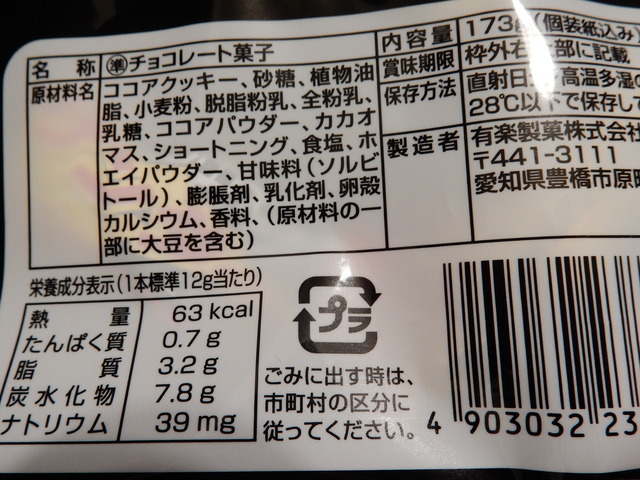 名 称 ㊟チョコレート菓子
原材料名 ココアクッキー、砂糖、植物油
脂、小麦粉、脱脂粉乳、全粉乳、
乳糖、ココアパウダー、カカオ
マス、ショートニング、食塩、ホ
エイパウダー、甘味料(ソルビ
トール)、膨脹剤、乳化剤、卵殻
カルシウム、香料、(原材料の一
部に大豆を含む)
内容量 173g(個装紙込み)
賞味期限 枠外右 部に記載
保存方法 直射日 高温多湿の
28℃以下で保存し
製造者 有楽製菓株式会社
〒441-3111
愛知県豊橋市原町
栄養成分表示(1本標準12g当たり)
熱 量 63 kcal
たんぱく質 0.7 g
脂 質 3.2 g
炭水化物 7.8 g
ナトリウム 39 mg
プラ
ごみに出す時は、
市町村の区分に
従ってください。
4 903032 23